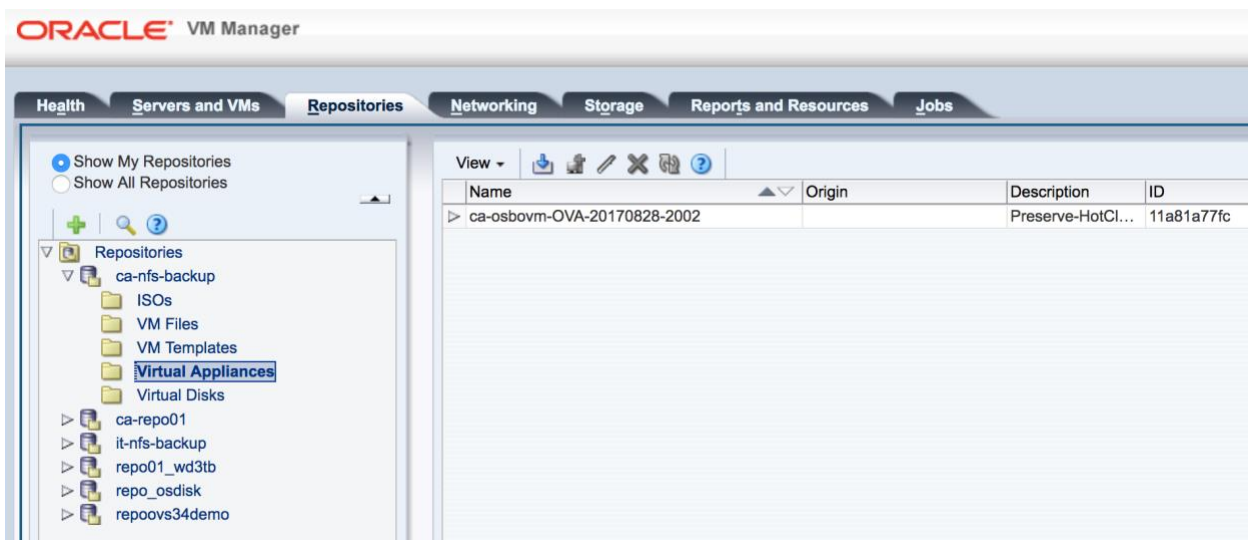 ORACLE VM Manager
Health Servers and VMs Repositories Networking Storage Reports and Resources Jobs
Show My Repositories
Show All Repositories
Repositories
ca-nfs-backup
ISOs
VM Files
VM Templates
Virtual Appliances
Virtual Disks
ca-repo01
it-nfs-backup
repo01_wd3tb
repo_osdisk
repoovs34demo
View
Name Origin Description ID
ca-osbovm-OVA-20170828-2002 Preserve-HotCl... 11a81a77fc